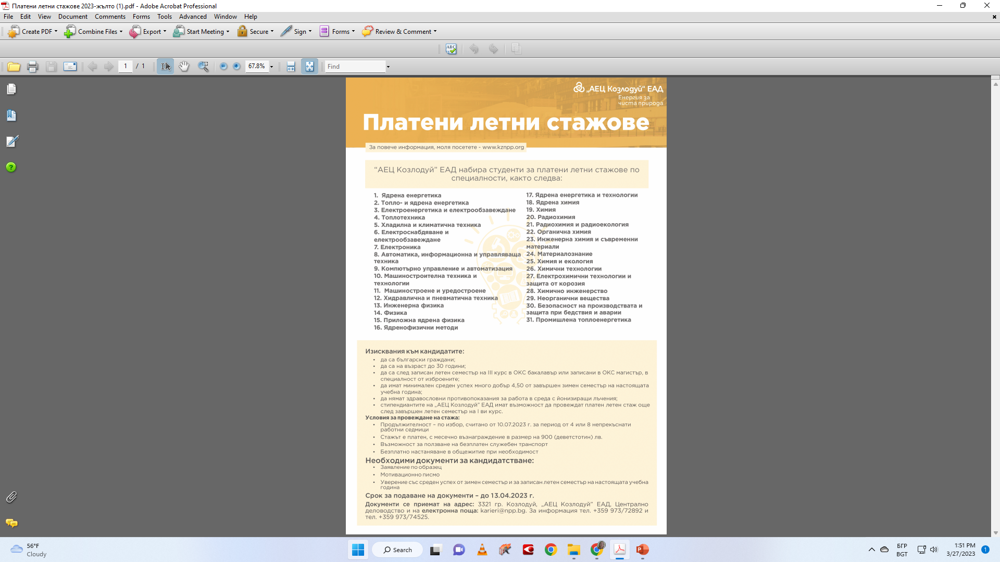 Платени летни стажове 2023-жълто (1).pdf - Adobe Acrobat Professional
File Edit View Document Comments Forms Tools Advanced Window Help
Create PDF Combine Files Export Start Meeting Secure Sign Forms Review & Comment
ABC
1 / 1 67.8% Find
„АЕЦ Козлодуй“ ЕАД
Енергия за
чиста природа
Платени летни стажове
За повече информация, моля посетете - www.kznpp.org
“АЕЦ Козлодуй” ЕАД набира студенти за платени летни стажове по
специалности, както следва:
1. Ядрена енергетика
2. Топло- и ядрена енергетика
3. Електроенергетика и електрообзавеждане
4. Топлотехника
5. Хладилна и климатична техника
6. Електроснабдяване и
електрообзавеждане
7. Електроника
8. Автоматика, информационна и управляваща
техника
9. Компютърно управление и автоматизация
10. Машиностроителна техника и
технологии
11. Машиностроене и уредостроене
12. Хидравлична и пневматична техника
13. Инженерна физика
14. Физика
15. Приложна ядрена физика
16. Ядренофизични методи
17. Ядрена енергетика и технологии
18. Ядрена химия
19. Химия
20. Радиохимия
21. Радиохимия и радиоекология
22. Органична химия
23. Инженерна химия и съвременни
материали
24. Материалознание
25. Химия и екология
26. Химични технологии
27. Електрохимични технологии и
защита от корозия
28. Химично инженерство
29. Неорганични вещества
30. Безопасност на производствата и
защита при бедствия и аварии
31. Промишлена топлоенергетика
Изисквания към кандидатите:
• да са български граждани;
• да са на възраст до 30 години;
• да са след записан летен семестър на III курс в ОКС бакалавър или записани в ОКС магистър, в
специалност от изброените;
• да имат минимален среден успех много добър 4,50 от завършен зимен семестър на настоящата
учебна година;
• да нямат здравословни противопоказания за работа в среда с йонизиращи лъчения;
• стипендиантите на „АЕЦ Козлодуй” ЕАД имат възможност да провеждат платен летен стаж още
след завършен летен семестър на I ви курс.
Условия за провеждане на стажа:
• Продължителност – по избор, считано от 10.07.2023 г. за период от 4 или 8 непрекъснати
работни седмици
• Стажът е платен, с месечно възнаграждение в размер на 900 (деветстотин) лв.
• Възможност за ползване на безплатен служебен транспорт
• Безплатно настаняване в общежитие при необходимост
Необходими документи за кандидатстване:
• Заявление по образец
• Мотивационно писмо
• Уверение със среден успех от зимен семестър и за записан летен семестър на настоящата учебна
година
Срок за подаване на документи – до 13.04.2023 г.
Документи се приемат на адрес: 3321 гр. Козлодуй, „АЕЦ Козлодуй” ЕАД, Централно
деловодство и на електронна поща: karieri@npp.bg. За информация тел. +359 973/72892 и
тел. +359 973/74525.
56°F
Cloudy
Search
БГР
BGT
1:51 PM
3/27/2023
1